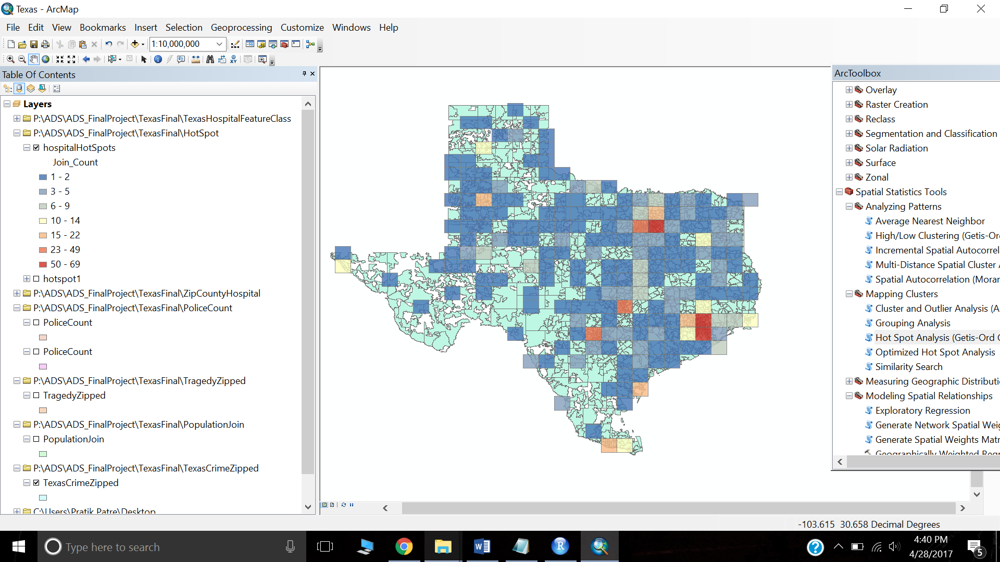 Texas - ArcMap
File Edit View Bookmarks Insert Selection Geoprocessing Customize Windows Help
1:10,000,000
Table Of Contents
Layers
P:\ADS\ADS_FinalProject\TexasFinal\TexasHospitalFeatureClass
P:\ADS\ADS_FinalProject\TexasFinal\HotSpot
hospitalHotSpots
Join_Count
1 - 2
3 - 5
6 - 9
10 - 14
15 - 22
23 - 49
50 - 69
hotspot1
P:\ADS\ADS_FinalProject\TexasFinal\ZipCountyHospital
P:\ADS\ADS_FinalProject\TexasFinal\PoliceCount
PoliceCount
PoliceCount
P:\ADS\ADS_FinalProject\TexasFinal\TragedyZipped
TragedyZipped
P:\ADS\ADS_FinalProject\TexasFinal\PopulationJoin
PopulationJoin
P:\ADS\ADS_FinalProject\TexasFinal\TexasCrimeZipped
TexasCrimeZipped
C:\Users\Pratik Patre\Desktop
ArcToolbox
Overlay
Raster Creation
Reclass
Segmentation and Classification
Solar Radiation
Surface
Zonal
Spatial Statistics Tools
Analyzing Patterns
Average Nearest Neighbor
High/Low Clustering (Getis-Or
Incremental Spatial Autocorrel
Multi-Distance Spatial Cluster A
Spatial Autocorrelation (Moran
Mapping Clusters
Cluster and Outlier Analysis (A
Grouping Analysis
Hot Spot Analysis (Getis-Ord G
Optimized Hot Spot Analysis
Similarity Search
Measuring Geographic Distributi
Modeling Spatial Relationships
Exploratory Regression
Generate Network Spatial Weig
Generate Spatial Weights Matr
Geographically Weighted Regr
-103.615 30.658 Decimal Degrees
Type here to search
4:40 PM
4/28/2017
5